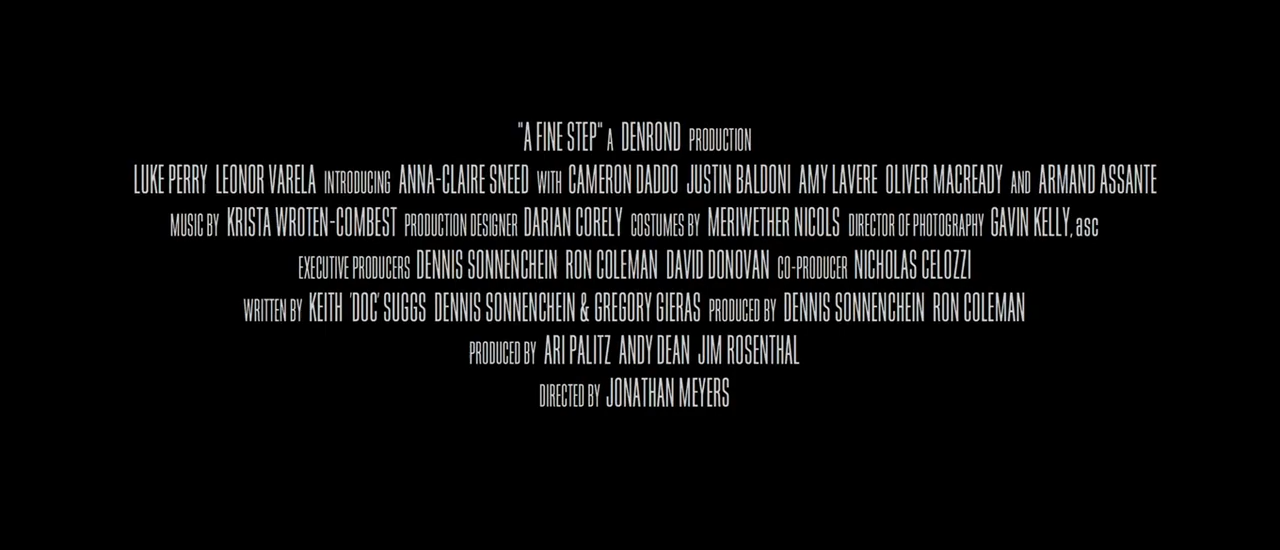 "A FINE STEP" A DENROND PRODUCTION
LUKE PERRY LEONOR VARELA INTRODUCING ANNA-CLAIRE SNEED WITH CAMERON DADDO JUSTIN BALDONI AMY LAVERE OLIVER MACREADY AND ARMAND ASSANTE
MUSIC BY KRISTA WROTEN-COMBEST PRODUCTION DESIGNER DARIAN CORELY COSTUMES BY MERIWETHER NICOLS DIRECTOR OF PHOTOGRAPHY GAVIN KELLY, asc
EXECUTIVE PRODUCERS DENNIS SONNENCHEIN RON COLEMAN DAVID DONOVAN CO-PRODUCER NICHOLAS CELOZZI
WRITTEN BY KEITH 'DOC' SUGGS DENNIS SONNENCHEIN & GREGORY GIERAS PRODUCED BY DENNIS SONNENCHEIN RON COLEMAN
PRODUCED BY ARI PALITZ ANDY DEAN JIM ROSENTHAL
DIRECTED BY JONATHAN MEYERS